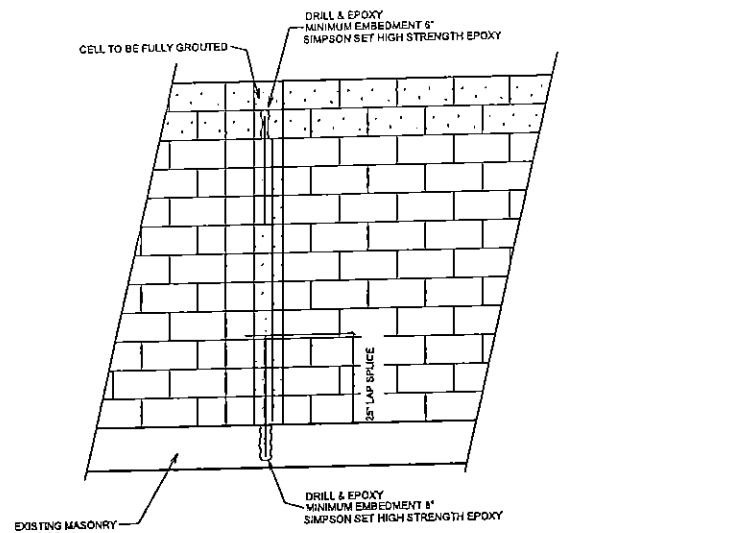 DRILL & EPOXY
MINIMUM EMBEDMENT 6"
SIMPSON SET HIGH STRENGTH EPOXY
CELL TO BE FULLY GROUTED
25" LAP SPLICE
DRILL & EPOXY
MINIMUM EMBEDMENT 6"
SIMPSON SET HIGH STRENGTH EPOXY
EXISTING MASONRY